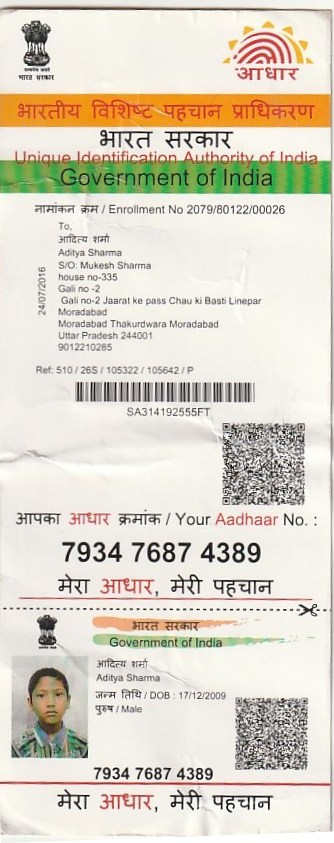 सत्यमेव जयते
भारत सरकार
आधार
भारतीय विशिष्ट पहचान प्राधिकरण
भारत सरकार
Unique Identification Authority of India
Government of India
नामांकन क्रम / Enrollment No 2079/80122/00026
To,
आदित्य शर्मा
Aditya Sharma
S/O: Mukesh Sharma
house no-335
Gali no -2
Gali no-2 Jaarat ke pass Chau ki Basti Linepar
Moradabad
Moradabad Thakurdwara Moradabad
Uttar Pradesh 244001
9012210285
24/07/2016
Ref: 510 / 26S / 105322 / 105642 / P
SA314192555FT
आपका आधार क्रमांक / Your Aadhaar No. :
7934 7687 4389
मेरा आधार, मेरी पहचान
भारत सरकार
Government of India
आदित्य शर्मा
Aditya Sharma
जन्म तिथि / DOB : 17/12/2009
पुरुष / Male
7934 7687 4389
मेरा आधार, मेरी पहचान